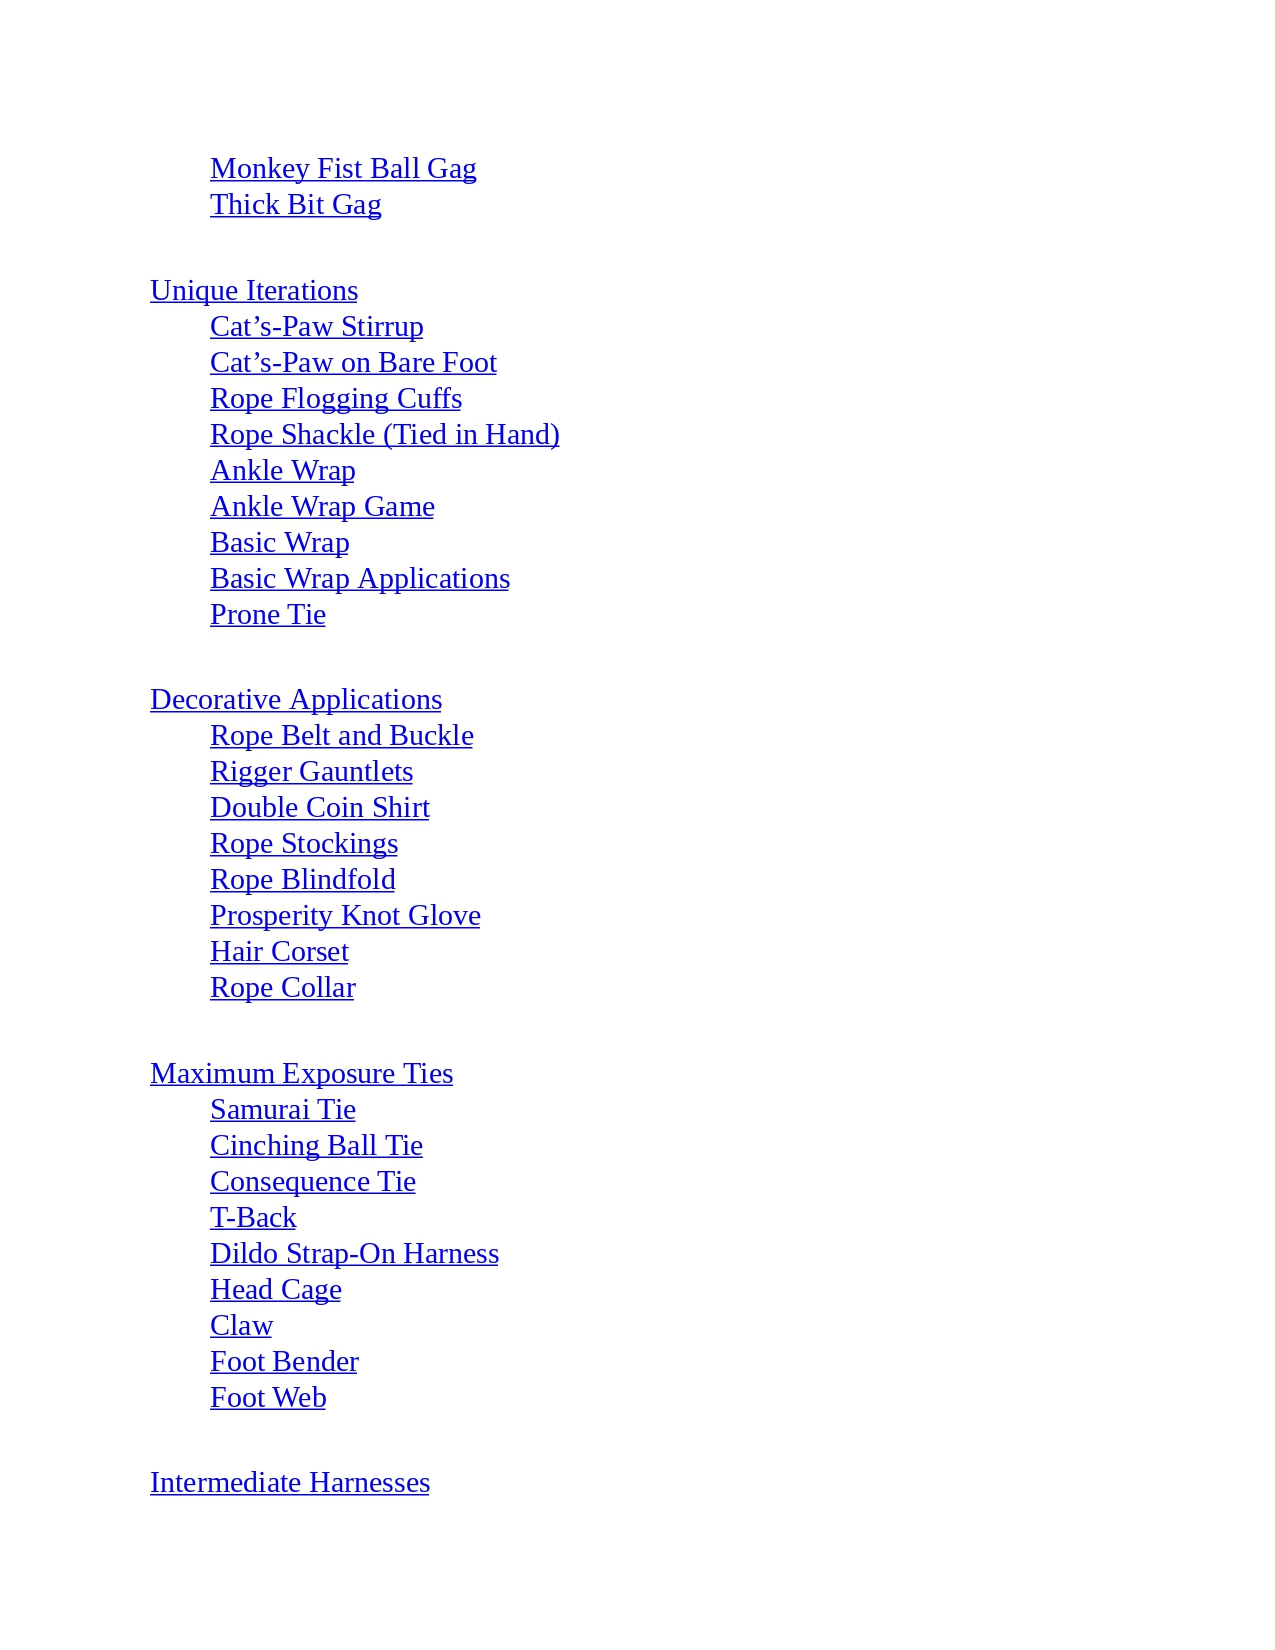 Monkey Fist Ball Gag
Thick Bit Gag
Unique Iterations
Cat’s-Paw Stirrup
Cat’s-Paw on Bare Foot
Rope Flogging Cuffs
Rope Shackle (Tied in Hand)
Ankle Wrap
Ankle Wrap Game
Basic Wrap
Basic Wrap Applications
Prone Tie
Decorative Applications
Rope Belt and Buckle
Rigger Gauntlets
Double Coin Shirt
Rope Stockings
Rope Blindfold
Prosperity Knot Glove
Hair Corset
Rope Collar
Maximum Exposure Ties
Samurai Tie
Cinching Ball Tie
Consequence Tie
T-Back
Dildo Strap-On Harness
Head Cage
Claw
Foot Bender
Foot Web
Intermediate Harnesses